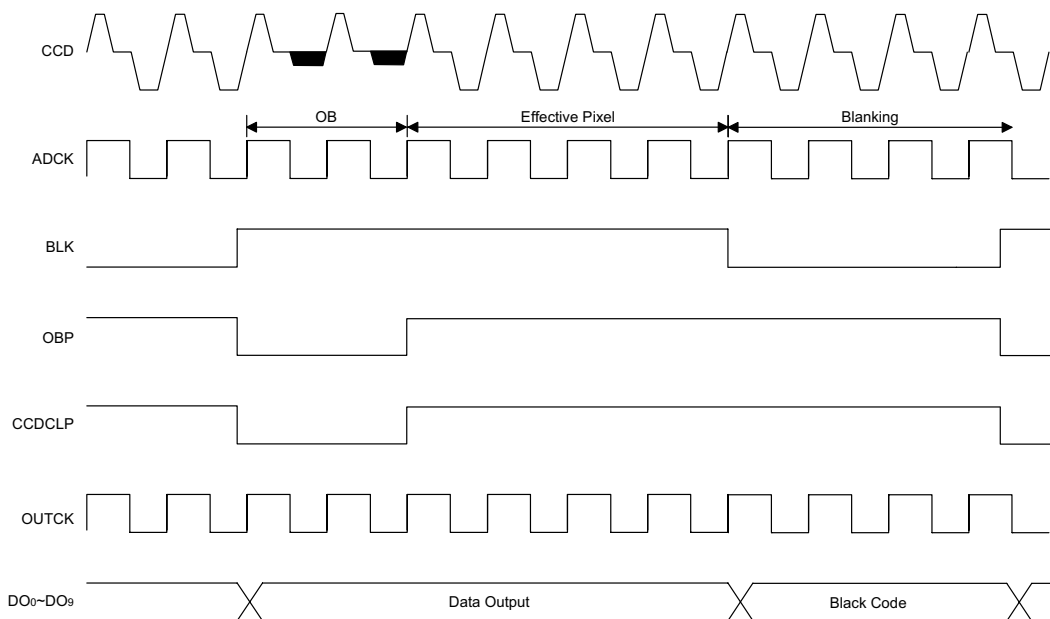 CCD
OB Effective Pixel Blanking
ADCK
BLK
OBP
CCDCLP
OUTCK
DO₀~DO₉ Data Output Black Code